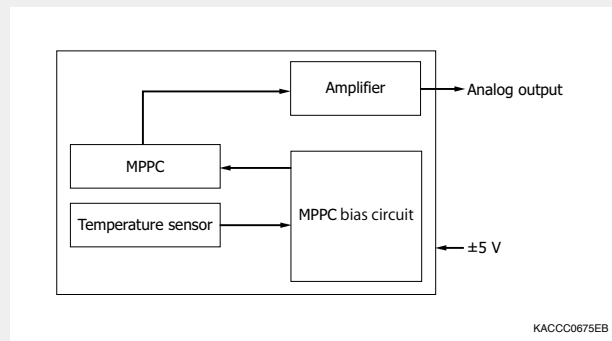 Amplifier
Analog output
MPPC
MPPC bias circuit
Temperature sensor
±5 V
KACCC0675EB